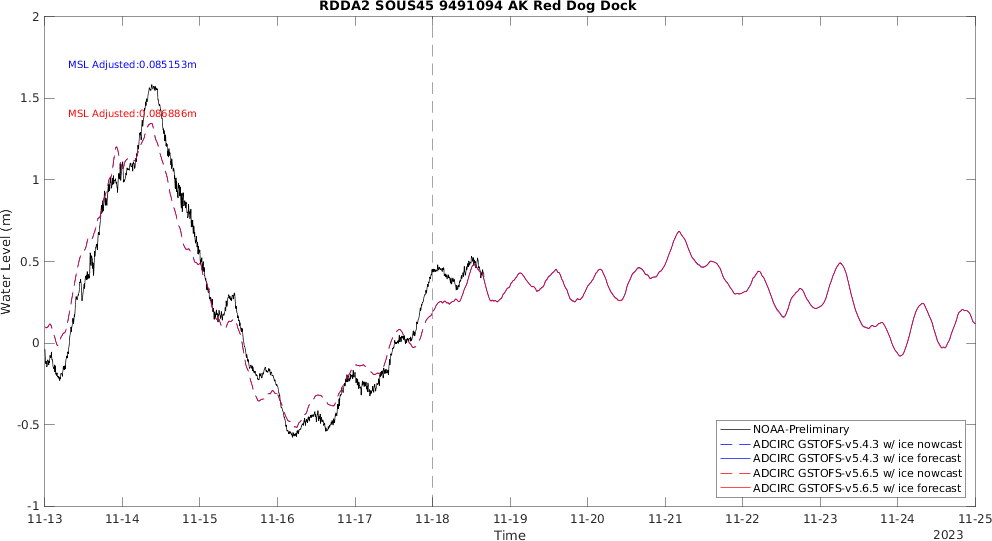 RDDA2 SOUS45 9491094 AK Red Dog Dock
2
MSL Adjusted:0.085153m
1.5
MSL Adjusted:0.086886m
1
Water Level (m)
0.5
0
-0.5
-1
NOAA-Preliminary
ADCIRC GSTOFS-v5.4.3 w/ ice nowcast
ADCIRC GSTOFS-v5.4.3 w/ ice forecast
ADCIRC GSTOFS-v5.6.5 w/ ice nowcast
ADCIRC GSTOFS-v5.6.5 w/ ice forecast
11-13 11-14 11-15 11-16 11-17 11-18 11-19 11-20 11-21 11-22 11-23 11-24 11-25
Time
2023